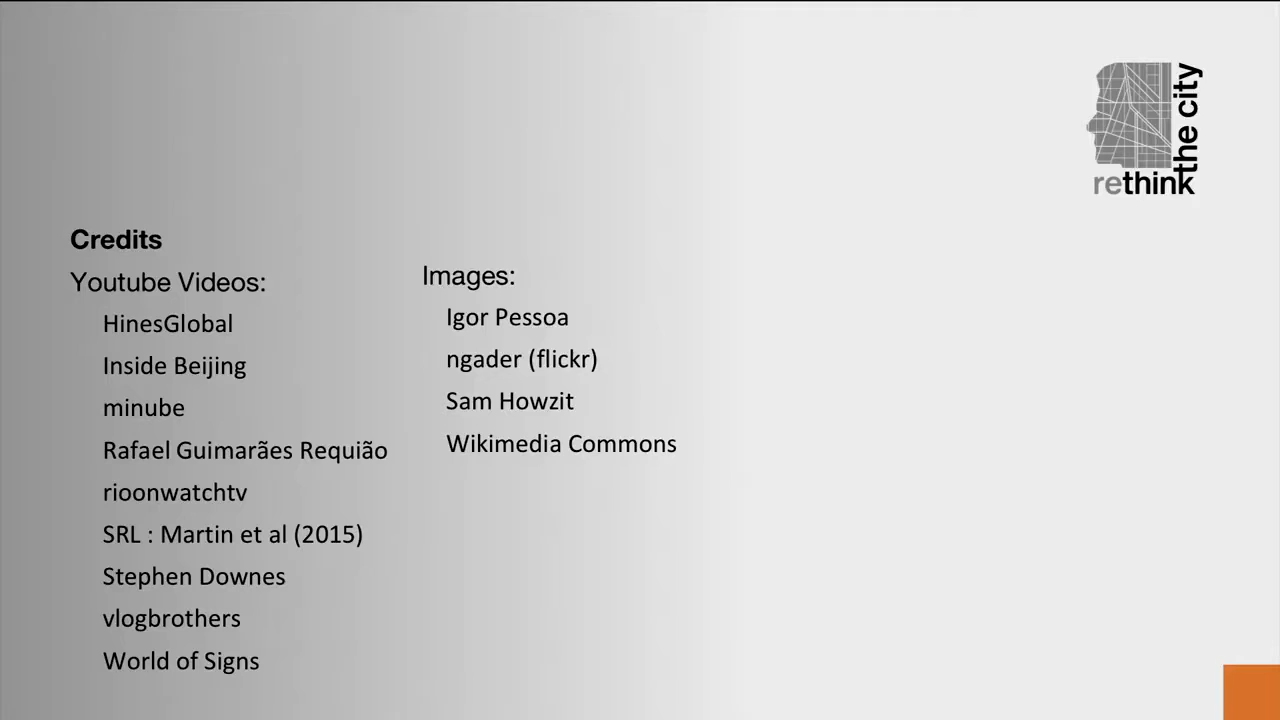 the city
rethink
Credits
Youtube Videos:
HinesGlobal
Inside Beijing
minube
Rafael Guimarães Requião
rioonwatchtv
SRL : Martin et al (2015)
Stephen Downes
vlogbrothers
World of Signs
Images:
Igor Pessoa
ngader (flickr)
Sam Howzit
Wikimedia Commons